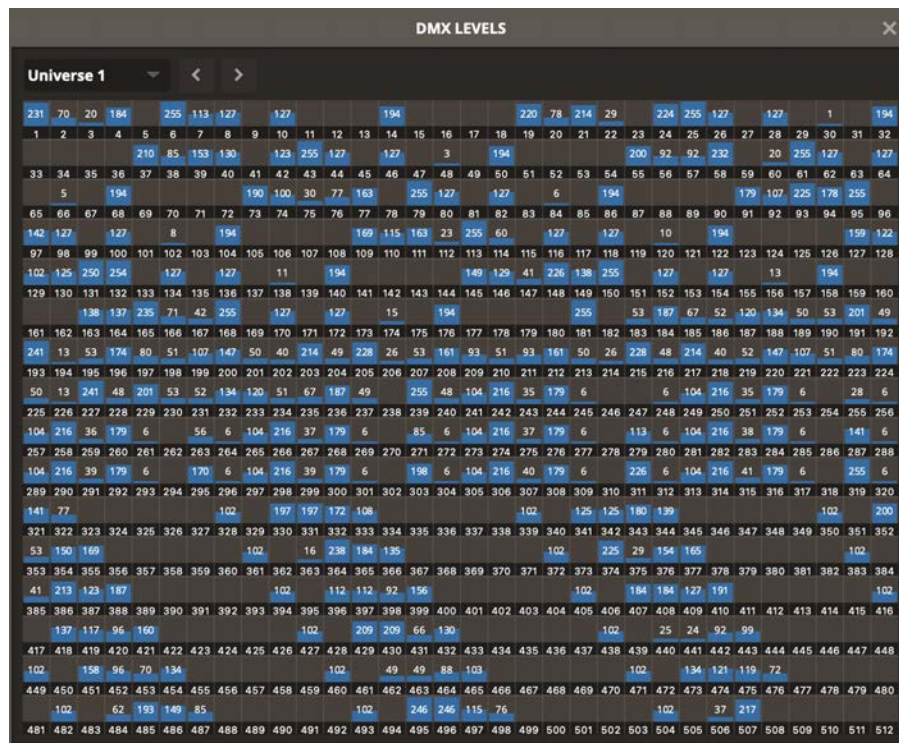 DMX LEVELS ×
Universe 1 < >
231 70 20 184 255 113 127 127 194 220 78 214 29 224 255 127 127 1 194
1 2 3 4 5 6 7 8 9 10 11 12 13 14 15 16 17 18 19 20 21 22 23 24 25 26 27 28 29 30 31 32
210 85 153 130 123 255 127 127 3 194 200 92 92 232 20 255 127 127
33 34 35 36 37 38 39 40 41 42 43 44 45 46 47 48 49 50 51 52 53 54 55 56 57 58 59 60 61 62 63 64
5 194 190 100 30 77 163 255 127 127 6 194 179 107 225 178 255
65 66 67 68 69 70 71 72 73 74 75 76 77 78 79 80 81 82 83 84 85 86 87 88 89 90 91 92 93 94 95 96
142 127 127 8 194 169 115 163 23 255 60 127 127 10 194 159 122
97 98 99 100 101 102 103 104 105 106 107 108 109 110 111 112 113 114 115 116 117 118 119 120 121 122 123 124 125 126 127 128
102 125 250 254 127 127 11 194 149 129 41 226 138 255 127 127 13 194
129 130 131 132 133 134 135 136 137 138 139 140 141 142 143 144 145 146 147 148 149 150 151 152 153 154 155 156 157 158 159 160
138 137 235 71 42 255 127 127 15 194 255 53 187 67 52 120 134 50 53 201 49
161 162 163 164 165 166 167 168 169 170 171 172 173 174 175 176 177 178 179 180 181 182 183 184 185 186 187 188 189 190 191 192
241 13 53 174 80 51 107 147 50 40 214 49 228 26 53 161 93 51 93 161 50 26 228 48 214 40 52 147 107 51 80 174
193 194 195 196 197 198 199 200 201 202 203 204 205 206 207 208 209 210 211 212 213 214 215 216 217 218 219 220 221 222 223 224
50 13 241 48 201 53 52 134 120 51 67 187 49 255 48 104 216 35 179 6 6 104 216 35 179 6 28 6
225 226 227 228 229 230 231 232 233 234 235 236 237 238 239 240 241 242 243 244 245 246 247 248 249 250 251 252 253 254 255 256
104 216 36 179 6 56 6 104 216 37 179 6 85 6 104 216 37 179 6 113 6 104 216 38 179 6 141 6
257 258 259 260 261 262 263 264 265 266 267 268 269 270 271 272 273 274 275 276 277 278 279 280 281 282 283 284 285 286 287 288
104 216 39 179 6 170 6 104 216 39 179 6 198 6 104 216 40 179 6 226 6 104 216 41 179 6 255 6
289 290 291 292 293 294 295 296 297 298 299 300 301 302 303 304 305 306 307 308 309 310 311 312 313 314 315 316 317 318 319 320
141 77 102 197 197 172 108 102 125 125 180 139 102 200
321 322 323 324 325 326 327 328 329 330 331 332 333 334 335 336 337 338 339 340 341 342 343 344 345 346 347 348 349 350 351 352
53 150 169 102 16 238 184 135 102 225 29 154 165 102
353 354 355 356 357 358 359 360 361 362 363 364 365 366 367 368 369 370 371 372 373 374 375 376 377 378 379 380 381 382 383 384
41 213 123 187 102 112 112 92 156 102 184 184 127 191 102
385 386 387 388 389 390 391 392 393 394 395 396 397 398 399 400 401 402 403 404 405 406 407 408 409 410 411 412 413 414 415 416
137 117 96 160 102 209 209 66 130 102 25 24 92 99
417 418 419 420 421 422 423 424 425 426 427 428 429 430 431 432 433 434 435 436 437 438 439 440 441 442 443 444 445 446 447 448
102 158 96 70 134 102 49 49 88 103 102 134 121 119 72
449 450 451 452 453 454 455 456 457 458 459 460 461 462 463 464 465 466 467 468 469 470 471 472 473 474 475 476 477 478 479 480
102 62 193 149 85 102 246 246 115 76 102 37 217
481 482 483 484 485 486 487 488 489 490 491 492 493 494 495 496 497 498 499 500 501 502 503 504 505 506 507 508 509 510 511 512